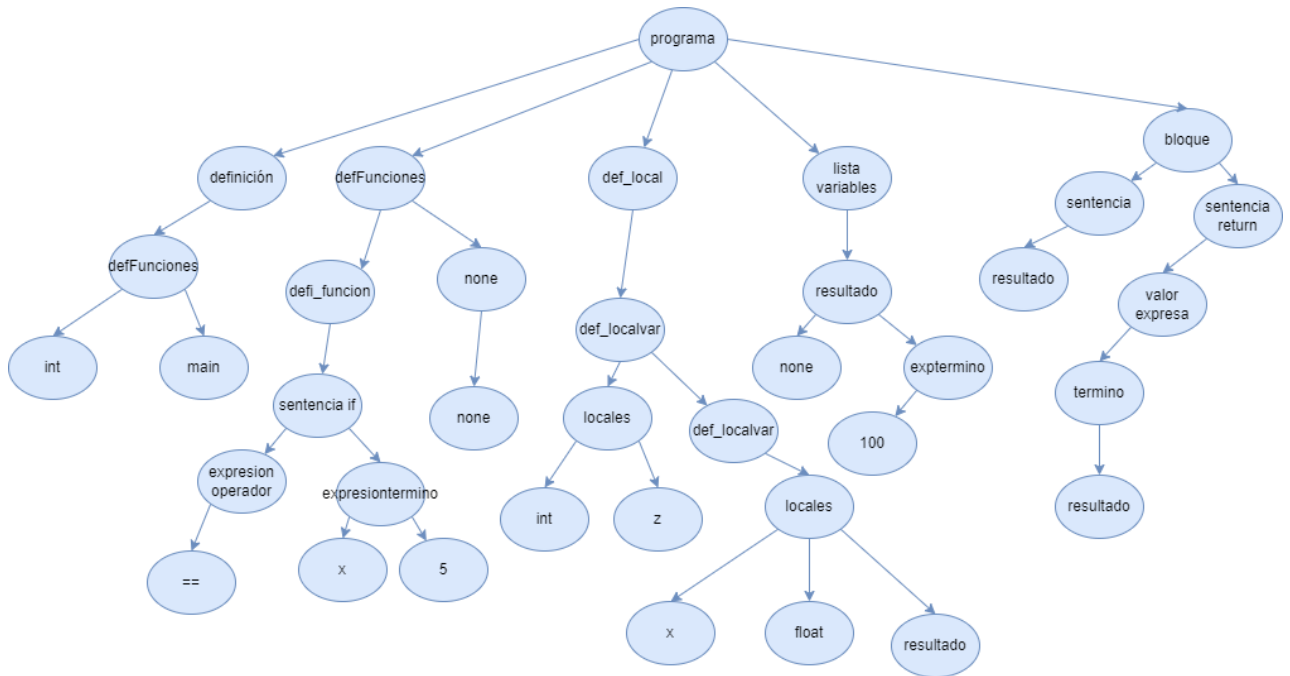 programa
bloque
definición
defFunciones
def_local
lista
variables
sentencia
sentencia
return
defFunciones
defi_funcion
none
resultado
resultado
valor
expresa
def_localvar
int
main
none
exptermino
termino
sentencia if
none
locales
def_localvar
100
expresion
operador
expresiontermino
int
z
locales
resultado
==
x
5
x
float
resultado